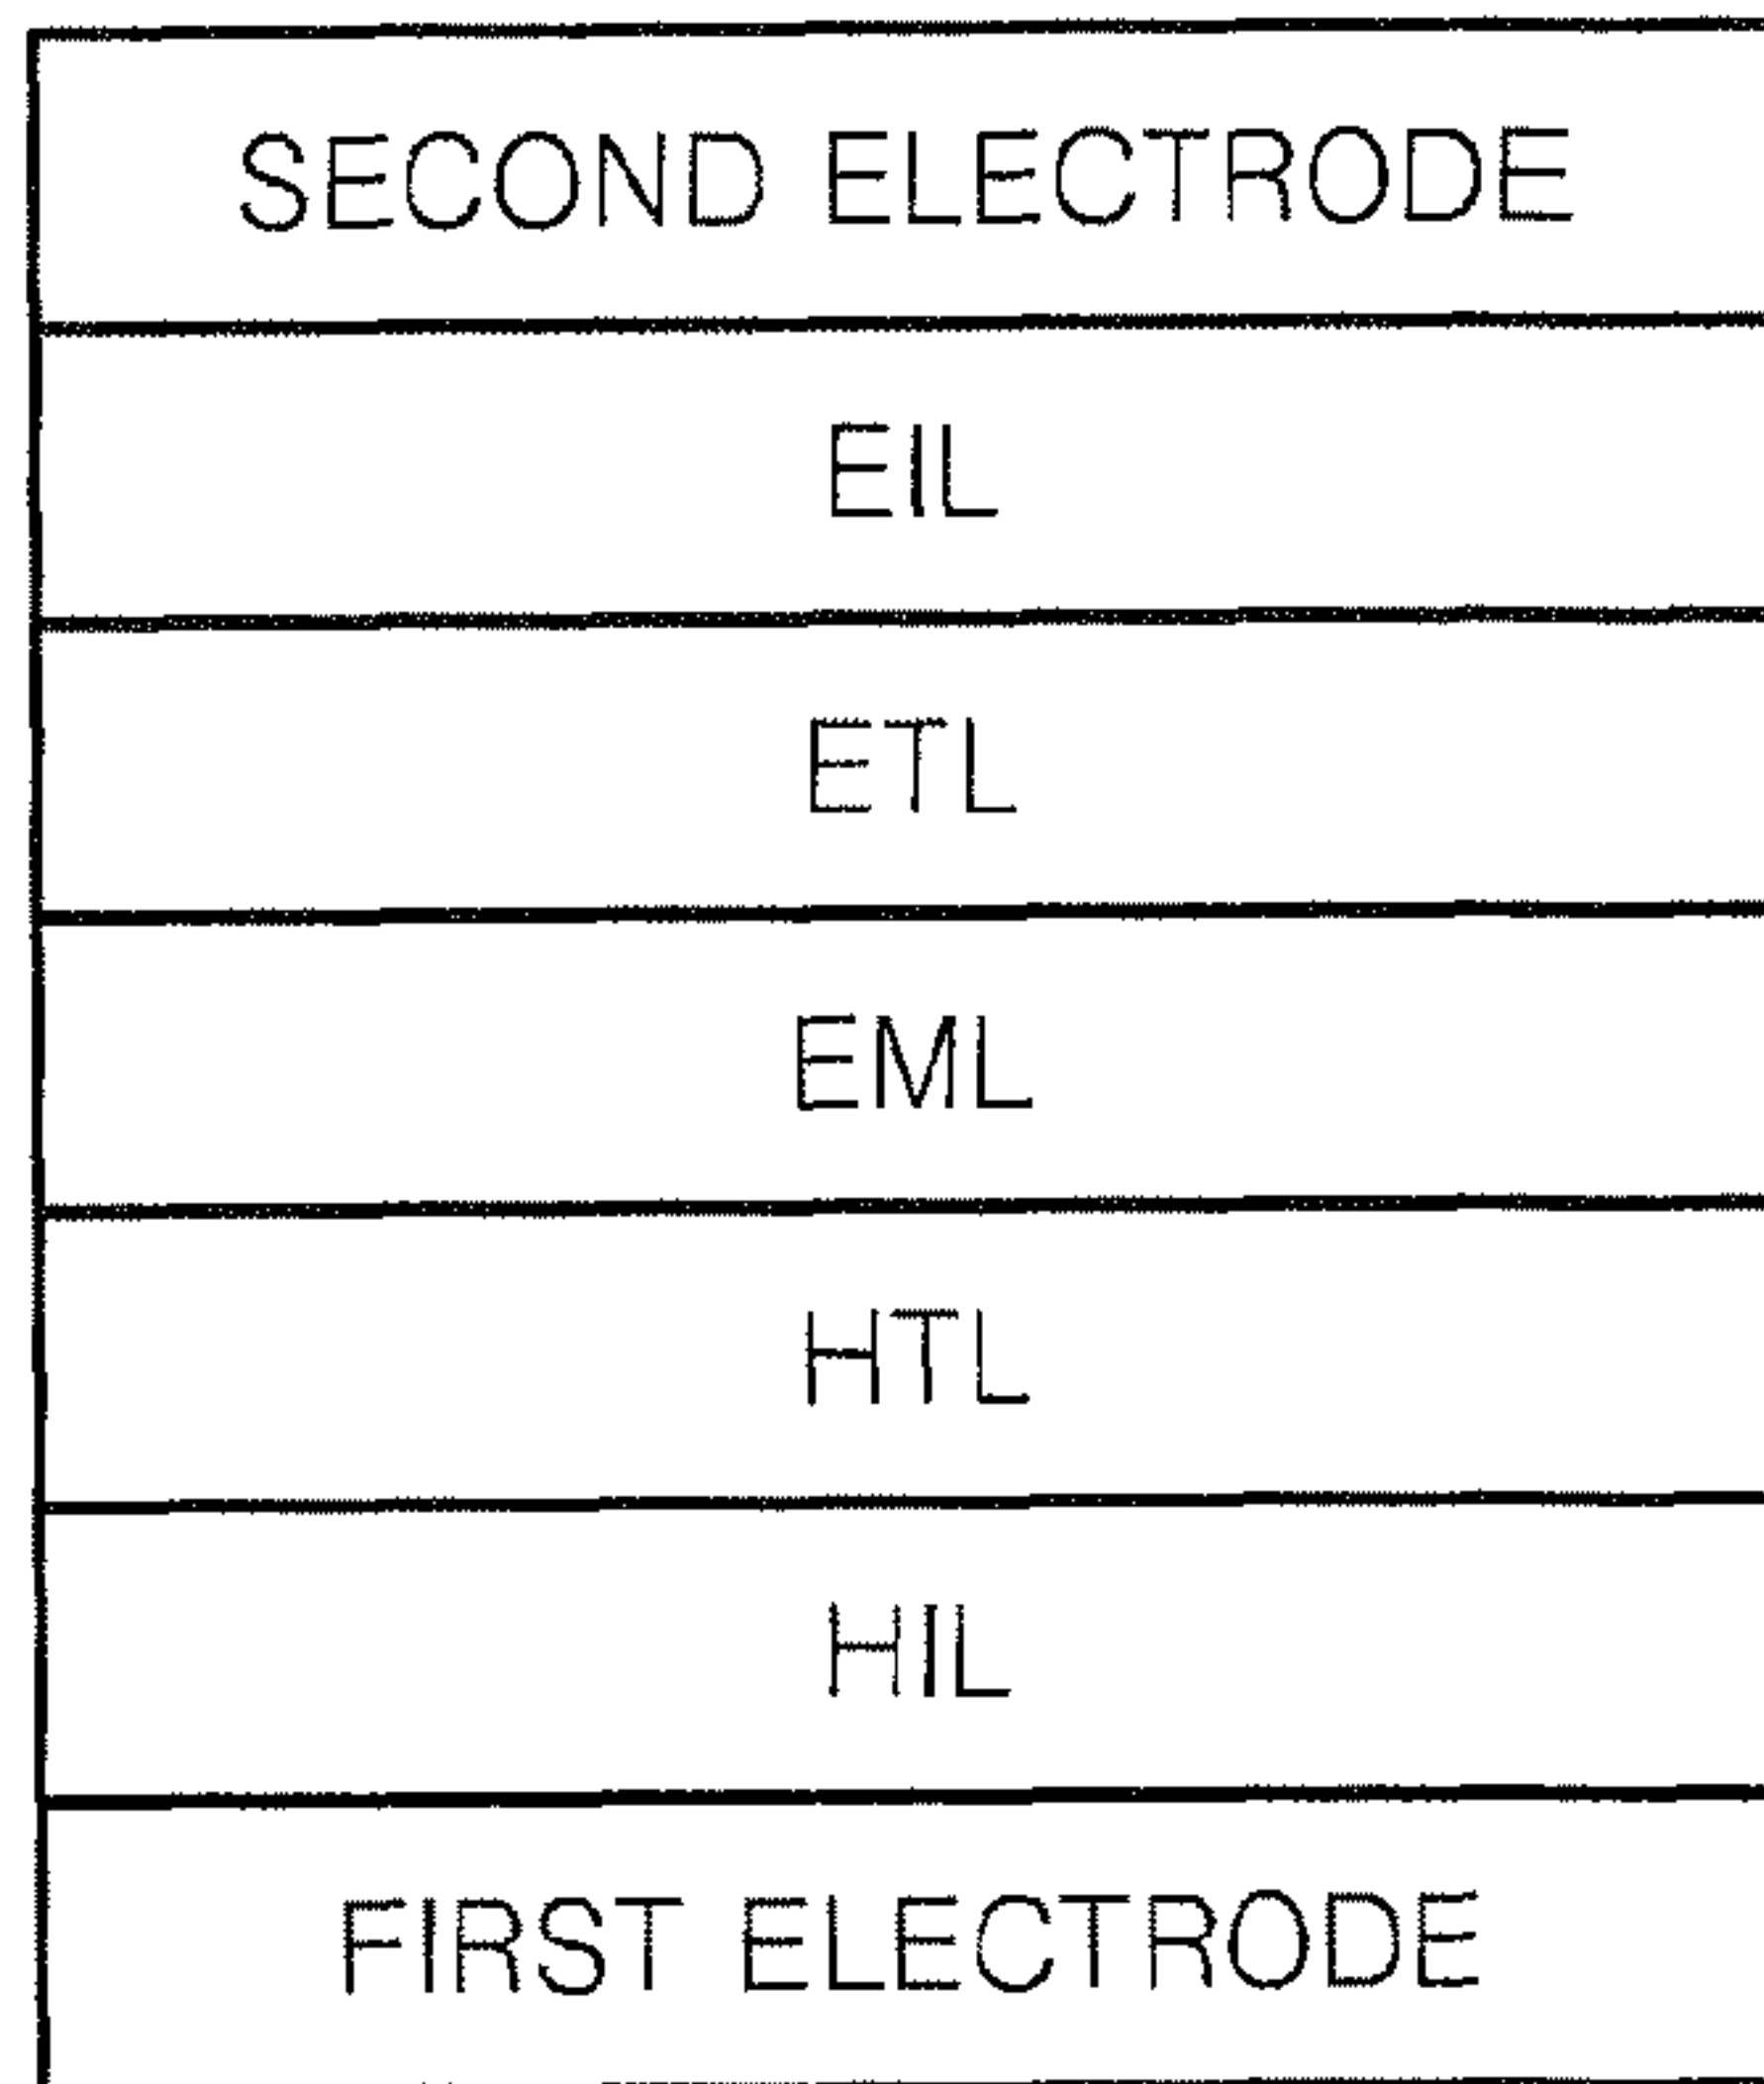 SECOND ELECTRODE
EIL
ETL
EML
HTL
HIL
FIRST ELECTRODE